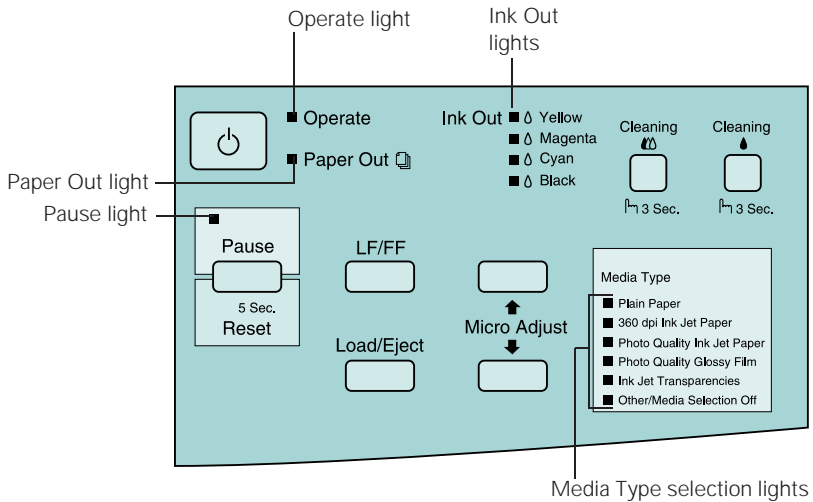 Operate light
Ink Out
lights
Operate
Paper Out
Ink Out
Yellow
Magenta
Cyan
Black
Cleaning
3 Sec.
Cleaning
3 Sec.
Paper Out light
Pause light
Pause
5 Sec.
Reset
LF/FF
Load/Eject
Micro Adjust
Media Type
Plain Paper
360 dpi Ink Jet Paper
Photo Quality Ink Jet Paper
Photo Quality Glossy Film
Ink Jet Transparencies
Other/Media Selection Off
Media Type selection lights